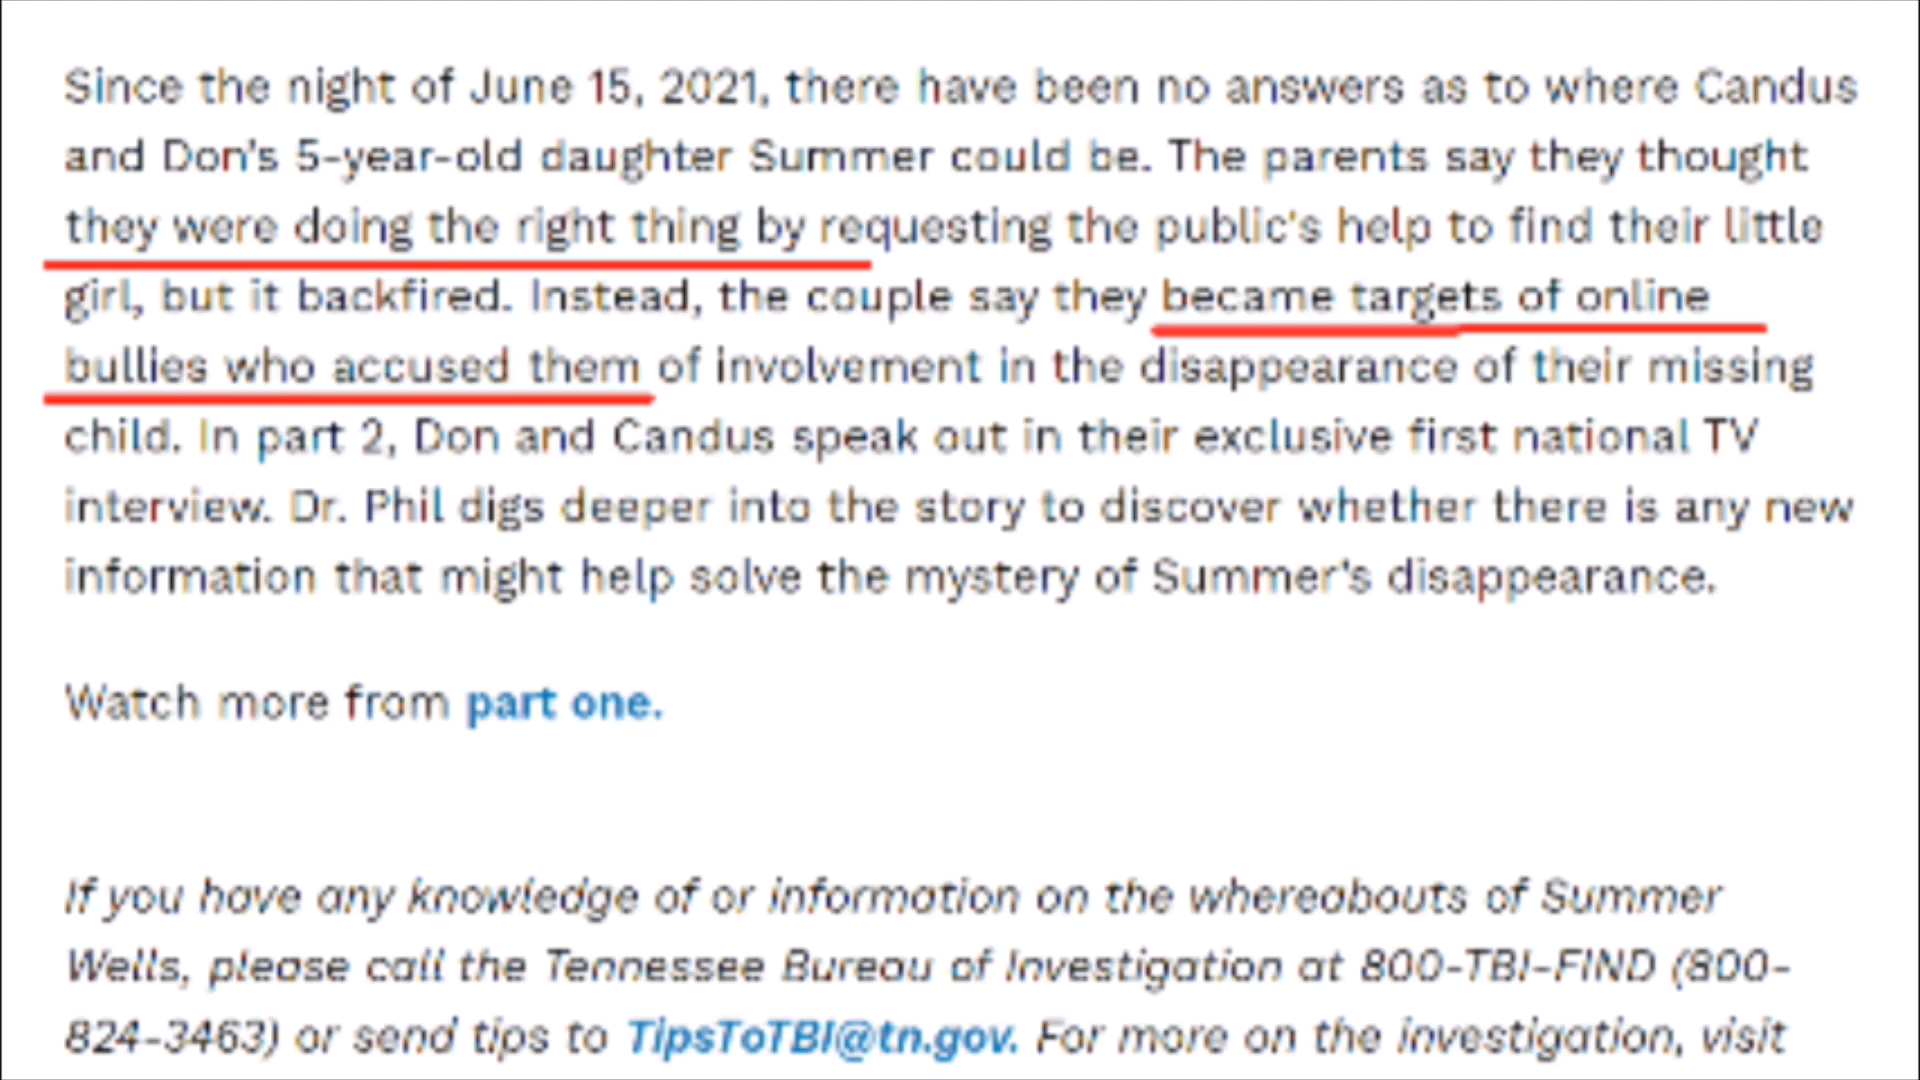 Since the night of June 15, 2021, there have been no answers as to where Candus
and Don's 5-year-old daughter Summer could be. The parents say they thought
they were doing the right thing by requesting the public's help to find their little
girl, but it backfired. Instead, the couple say they became targets of online
bullies who accused them of involvement in the disappearance of their missing
child. In part 2, Don and Candus speak out in their exclusive first national TV
interview. Dr. Phil digs deeper into the story to discover whether there is any new
information that might help solve the mystery of Summer's disappearance.
Watch more from part one.
If you have any knowledge of or information on the whereabouts of Summer
Wells, please call the Tennessee Bureau of Investigation at 800-TBI-FIND (800-
824-3463) or send tips to TipsToTBI@tn.gov. For more on the investigation, visit